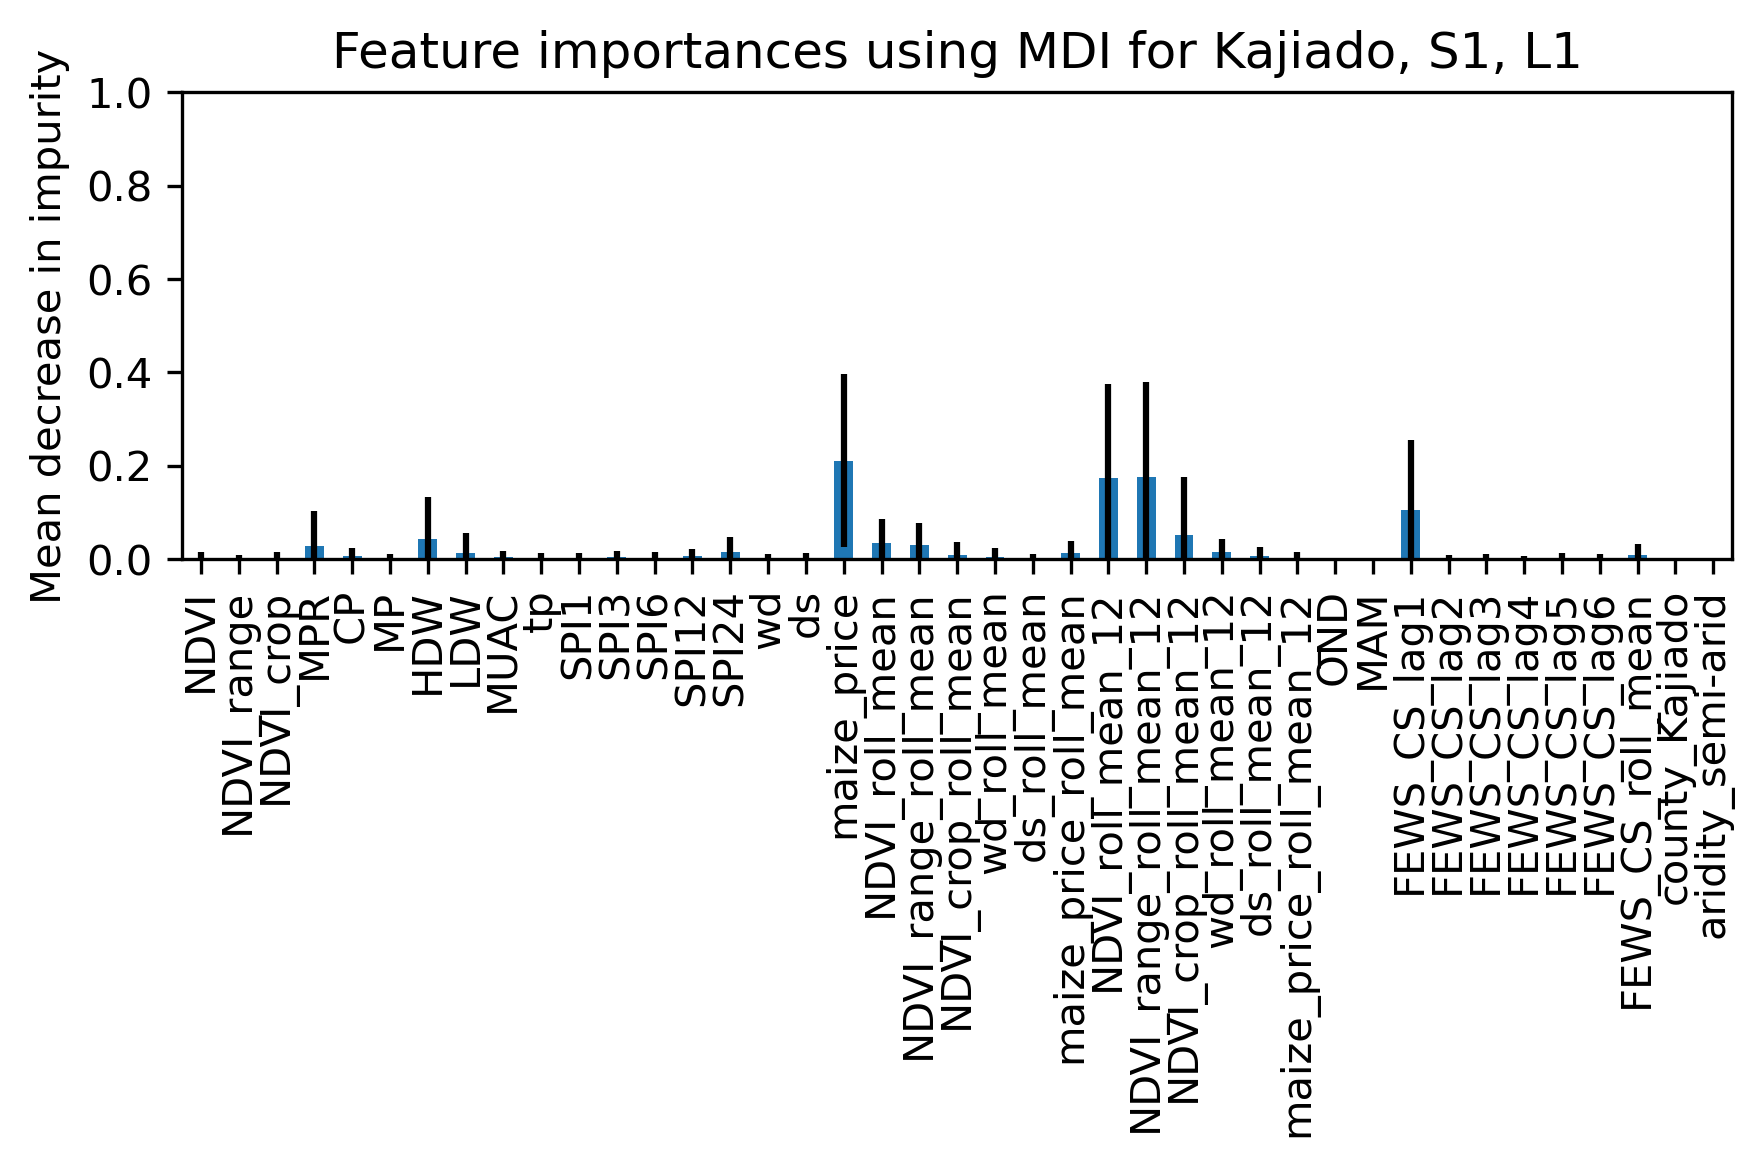 Feature importances using MDI for Kajiado, S1, L1
Mean decrease in impurity
1.0
0.8
0.6
0.4
0.2
0.0
NDVI
NDVI_range
NDVI_crop
MPR
CP
MP
HDW
LDW
MUAC
tp
SPI1
SPI3
SPI6
SPI12
SPI24
wd
ds
maize_price
NDVI_roll_mean
NDVI_range_roll_mean
NDVI_crop_roll_mean
wd_roll_mean
ds_roll_mean
maize_price_roll_mean
NDVI_roll_mean_12
NDVI_range_roll_mean_12
NDVI_crop_roll_mean_12
wd_roll_mean_12
ds_roll_mean_12
maize_price_roll_mean_12
OND
MAM
FEWS_CS_lag1
FEWS_CS_lag2
FEWS_CS_lag3
FEWS_CS_lag4
FEWS_CS_lag5
FEWS_CS_lag6
FEWS_CS_roll_mean
county_Kajiado
aridity_semi-arid